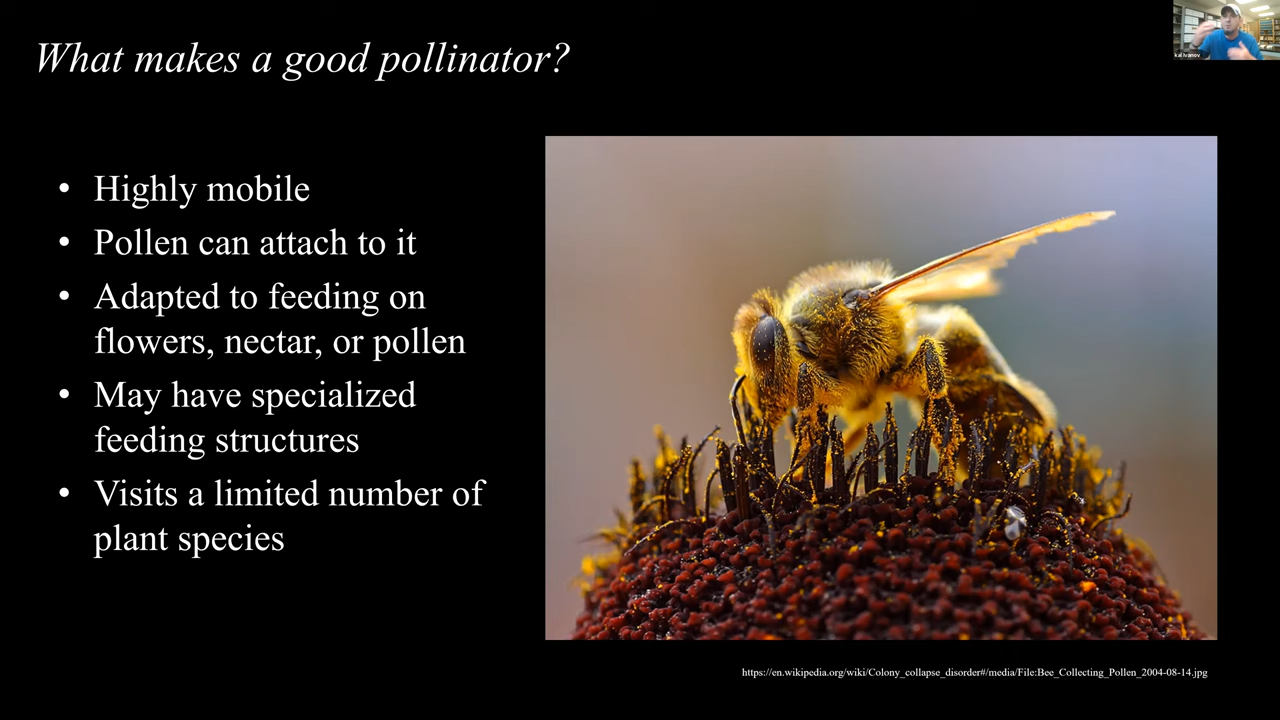 What makes a good pollinator?
kal ivanov
• Highly mobile
• Pollen can attach to it
• Adapted to feeding on
flowers, nectar, or pollen
• May have specialized
feeding structures
• Visits a limited number of
plant species
https://en.wikipedia.org/wiki/Colony_collapse_disorder#/media/File:Bee_Collecting_Pollen_2004-08-14.jpg